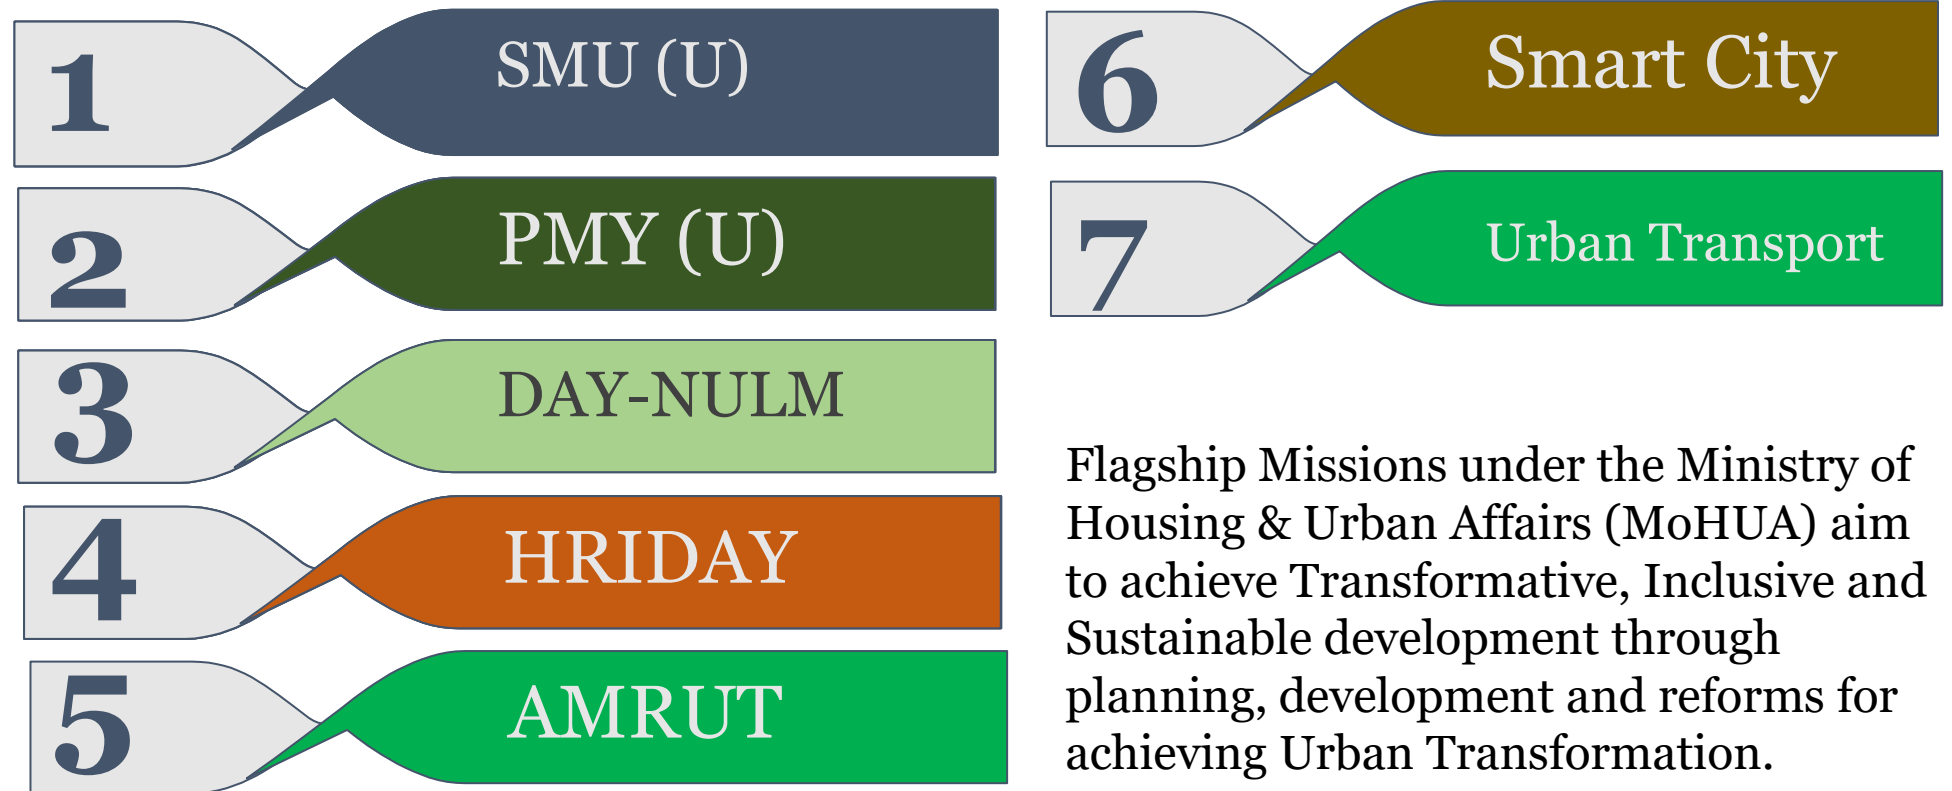 1
SMU (U)
2
PMY (U)
3
DAY-NULM
4
HRIDAY
5
AMRUT
6
Smart City
7
Urban Transport
Flagship Missions under the Ministry of
Housing & Urban Affairs (MoHUA) aim
to achieve Transformative, Inclusive and
Sustainable development through
planning, development and reforms for
achieving Urban Transformation.